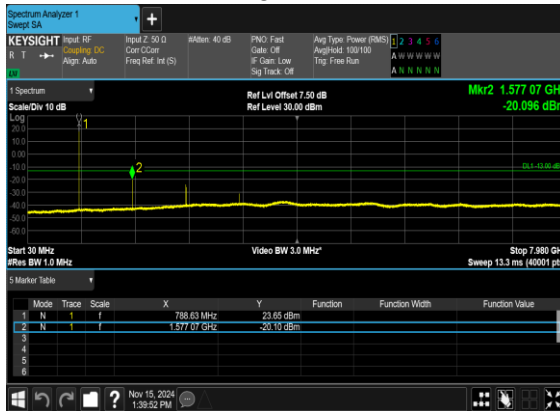 Spectrum Analyzer 1
Swept SA
+
KEYSIGHT Input: RF Input Z: 50 Ω #Atten: 40 dB PNO: Fast Avg Type: Power (RMS) 1 2 3 4 5 6
R T Coupling: DC Corr CCorr Gate: Off Avg|Hold: 100/100 A W W W W W
Align: Auto Freq Ref: Int (S) IF Gain: Low Trig: Free Run
Sig Track: Off A N N N N N
1 Spectrum Ref Lvl Offset 7.50 dB Mkr2 1.577 07 GH
Scale/Div 10 dB Ref Level 30.00 dBm -20.096 dBr
Log
20.0 1
10.0
0.00
-10.0 2 DL1 -13.00 dB
-20.0
-30.0
-40.0
-50.0
-60.0
Start 30 MHz Video BW 3.0 MHz* Stop 7.980 GH
#Res BW 1.0 MHz Sweep 13.3 ms (40001 pt
5 Marker Table
Mode Trace Scale X Y Function Function Width Function Value
1 N 1 f 788.63 MHz 23.65 dBm
2 N 1 f 1.577 07 GHz -20.10 dBm
3
4
5
6
? Nov 15, 2024
1:39:52 PM